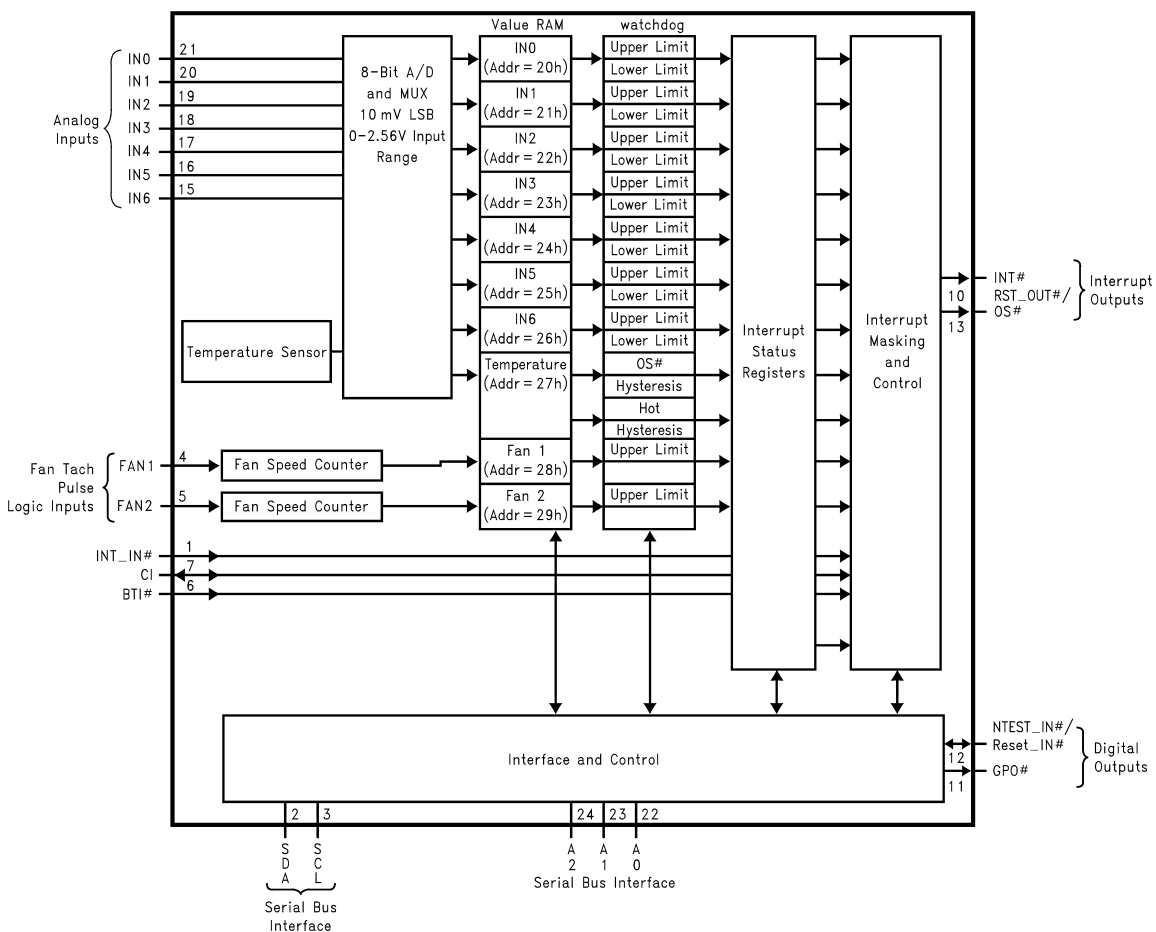 Value RAM
watchdog
Analog
Inputs
IN0
IN1
IN2
IN3
IN4
IN5
IN6
21
20
19
18
17
16
15
8-Bit A/D
and MUX
10 mV LSB
0-2.56V Input
Range
Temperature Sensor
IN0
(Addr = 20h)
IN1
(Addr = 21h)
IN2
(Addr = 22h)
IN3
(Addr = 23h)
IN4
(Addr = 24h)
IN5
(Addr = 25h)
IN6
(Addr = 26h)
Temperature
(Addr = 27h)
Fan 1
(Addr = 28h)
Fan 2
(Addr = 29h)
Upper Limit
Lower Limit
Upper Limit
Lower Limit
Upper Limit
Lower Limit
Upper Limit
Lower Limit
Upper Limit
Lower Limit
Upper Limit
Lower Limit
Upper Limit
Lower Limit
OS#
Hysteresis
Hot
Hysteresis
Upper Limit
Upper Limit
Interrupt
Status
Registers
Interrupt
Masking
and
Control
INT#
10
RST_OUT#/
OS#
13
Interrupt
Outputs
Fan Tach
Pulse
Logic Inputs
FAN1
FAN2
4
5
Fan Speed Counter
Fan Speed Counter
INT_IN#
1
CI
7
BTI#
6
Interface and Control
NTEST_IN#/
Reset_IN#
12
GPO#
11
Digital
Outputs
2
3
24
23
22
SDA
SCL
A2
A1
A0
Serial Bus
Interface
Serial Bus Interface